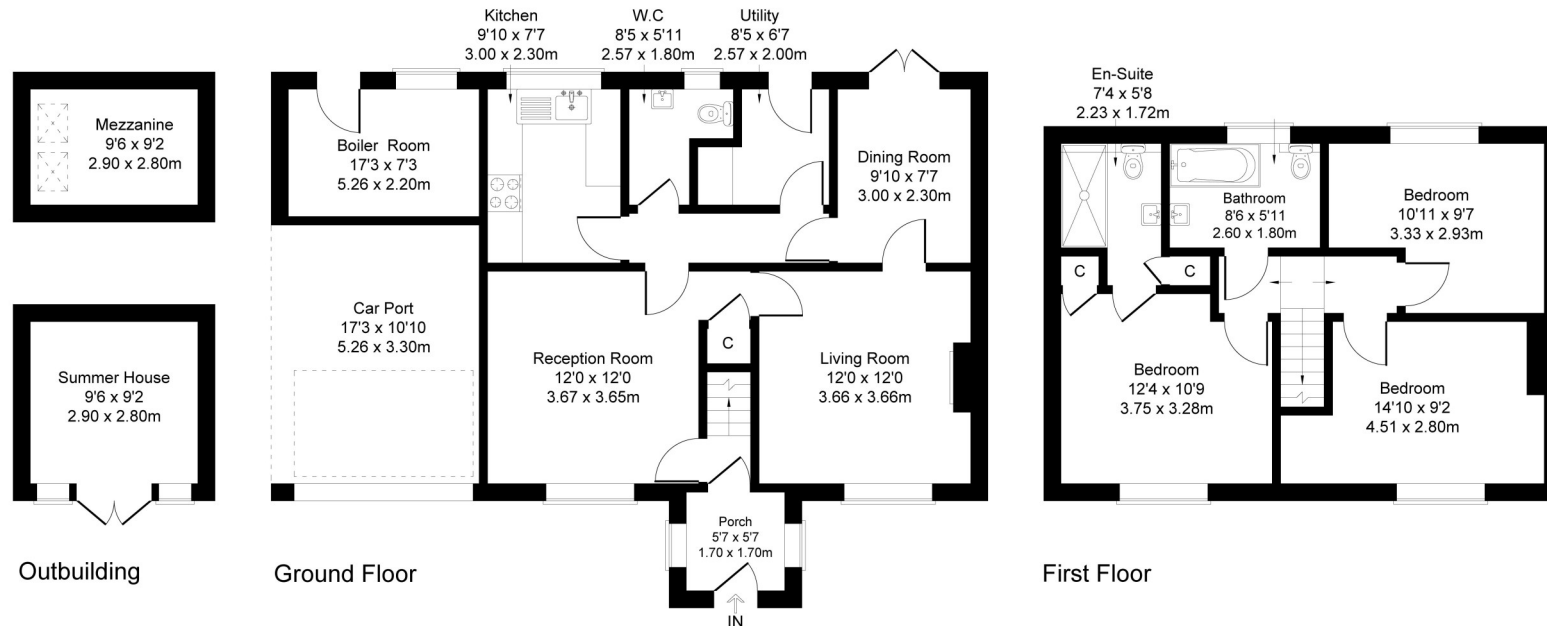 Mezzanine
9'6 x 9'2
2.90 x 2.80m
Summer House
9'6 x 9'2
2.90 x 2.80m
Outbuilding
Kitchen
9'10 x 7'7
3.00 x 2.30m
W.C
8'5 x 5'11
2.57 x 1.80m
Utility
8'5 x 6'7
2.57 x 2.00m
Boiler Room
17'3 x 7'3
5.26 x 2.20m
Dining Room
9'10 x 7'7
3.00 x 2.30m
Car Port
17'3 x 10'10
5.26 x 3.30m
Reception Room
12'0 x 12'0
3.67 x 3.65m
C
Living Room
12'0 x 12'0
3.66 x 3.66m
Porch
5'7 x 5'7
1.70 x 1.70m
IN
Ground Floor
En-Suite
7'4 x 5'8
2.23 x 1.72m
Bathroom
8'6 x 5'11
2.60 x 1.80m
Bedroom
10'11 x 9'7
3.33 x 2.93m
C
C
Bedroom
12'4 x 10'9
3.75 x 3.28m
Bedroom
14'10 x 9'2
4.51 x 2.80m
First Floor